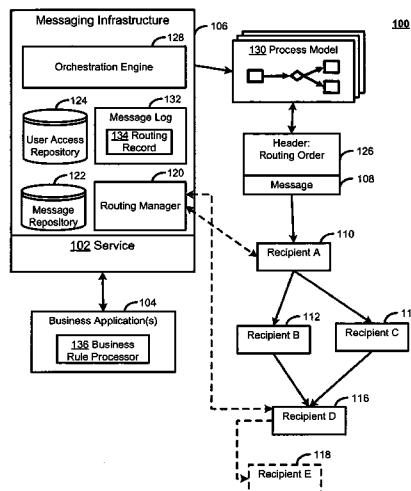 Messaging Infrastructure
106
100
128
Orchestration Engine
130 Process Model
124
User Access
Repository
132
Message Log
134 Routing
Record
Header:
Routing Order
126
Message
108
122
Message
Repository
120
Routing Manager
102 Service
110
Recipient A
104
Business Application(s)
136 Business
Rule Processor
112
Recipient B
11
Recipient C
116
Recipient D
118
Recipient E